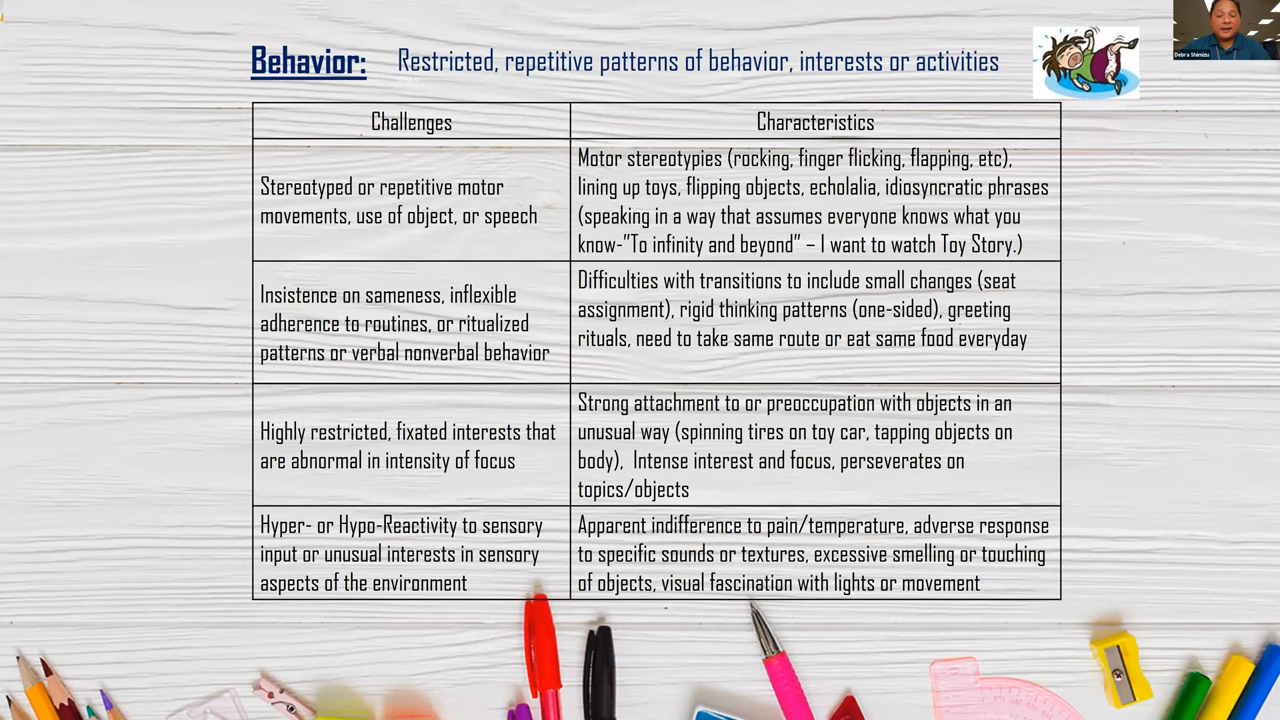 Behavior: Restricted, repetitive patterns of behavior, interests or activities
Debra Shimizu
Challenges
Characteristics
Stereotyped or repetitive motor
movements, use of object, or speech
Motor stereotypies (rocking, finger flicking, flapping, etc),
lining up toys, flipping objects, echolalia, idiosyncratic phrases
(speaking in a way that assumes everyone knows what you
know-"To infinity and beyond" – I want to watch Toy Story.)
Insistence on sameness, inflexible
adherence to routines, or ritualized
patterns or verbal nonverbal behavior
Difficulties with transitions to include small changes (seat
assignment), rigid thinking patterns (one-sided), greeting
rituals, need to take same route or eat same food everyday
Highly restricted, fixated interests that
are abnormal in intensity of focus
Strong attachment to or preoccupation with objects in an
unusual way (spinning tires on toy car, tapping objects on
body), Intense interest and focus, perseverates on
topics/objects
Hyper- or Hypo-Reactivity to sensory
input or unusual interests in sensory
aspects of the environment
Apparent indifference to pain/temperature, adverse response
to specific sounds or textures, excessive smelling or touching
of objects, visual fascination with lights or movement